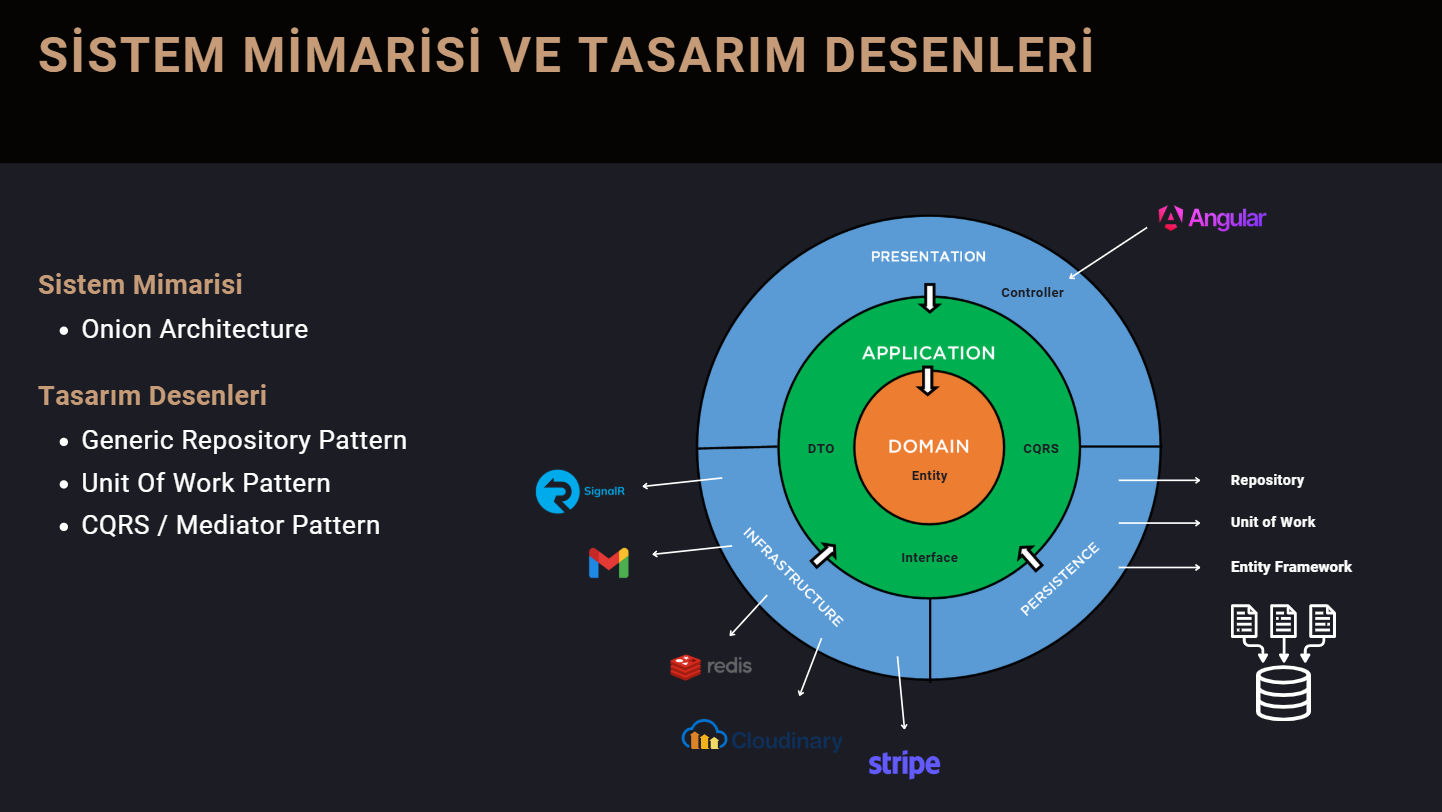 SİSTEM MİMARİSİ VE TASARIM DESENLERİ
Sistem Mimarisi
• Onion Architecture
Tasarım Desenleri
• Generic Repository Pattern
• Unit Of Work Pattern
• CQRS / Mediator Pattern
Angular
PRESENTATION
Controller
APPLICATION
DTO
DOMAIN
CQRS
Entity
Interface
INFRASTRUCTURE
PERSISTENCE
SignalR
redis
Cloudinary
stripe
Repository
Unit of Work
Entity Framework